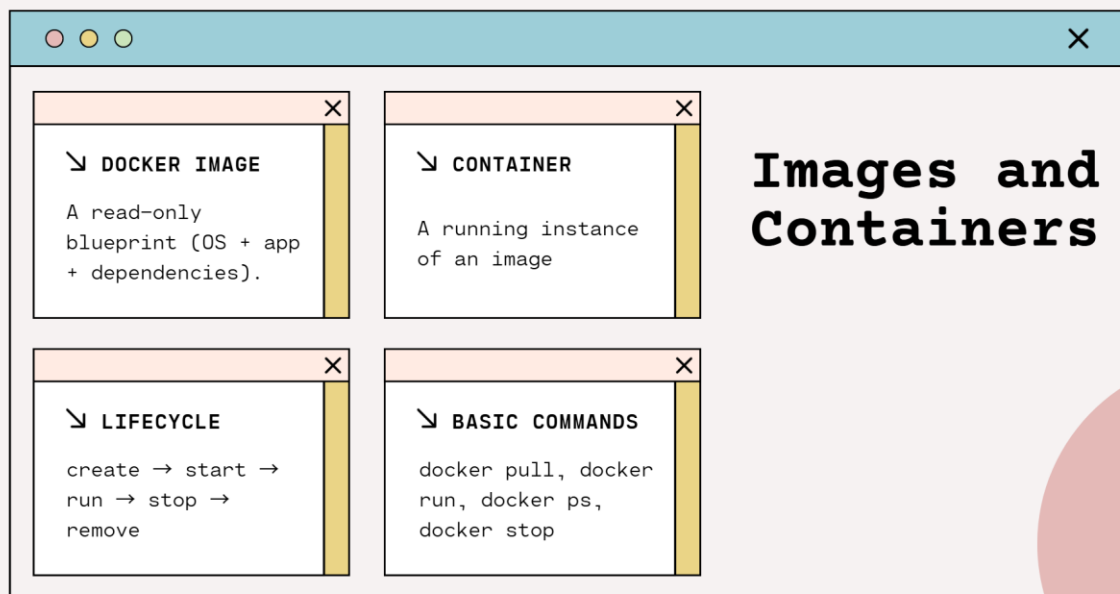 DOCKER IMAGE
A read-only
blueprint (OS + app
+ dependencies).
CONTAINER
A running instance
of an image
Images and
Containers
LIFECYCLE
create → start →
run → stop →
remove
BASIC COMMANDS
docker pull, docker
run, docker ps,
docker stop